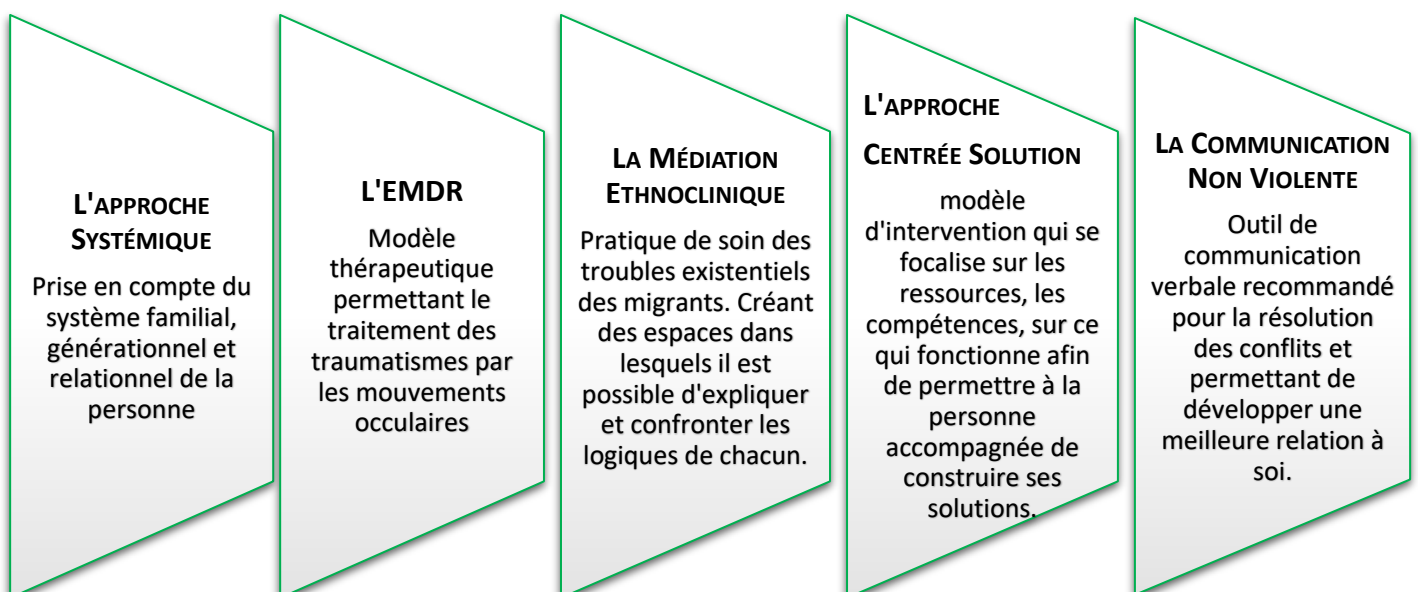 L'APPROCHE
SYSTÉMIQUE
Prise en compte du
système familial,
générationnel et
relationnel de la
personne
L'EMDR
Modèle
thérapeutique
permettant le
traitement des
traumatismes par
les mouvements
occulaires
LA MÉDIATION
ETHNOCLINIQUE
Pratique de soin des
troubles existentiels
des migrants. Créant
des espaces dans
lesquels il est
possible d'expliquer
et confronter les
logiques de chacun.
L'APPROCHE
CENTRÉE SOLUTION
modèle
d'intervention qui se
focalise sur les
ressources, les
compétences, sur ce
qui fonctionne afin
de permettre à la
personne
accompagnée de
construire ses
solutions.
LA COMMUNICATION
NON VIOLENTE
Outil de
communication
verbale recommandé
pour la résolution
des conflits et
permettant de
développer une
meilleure relation à
soi.